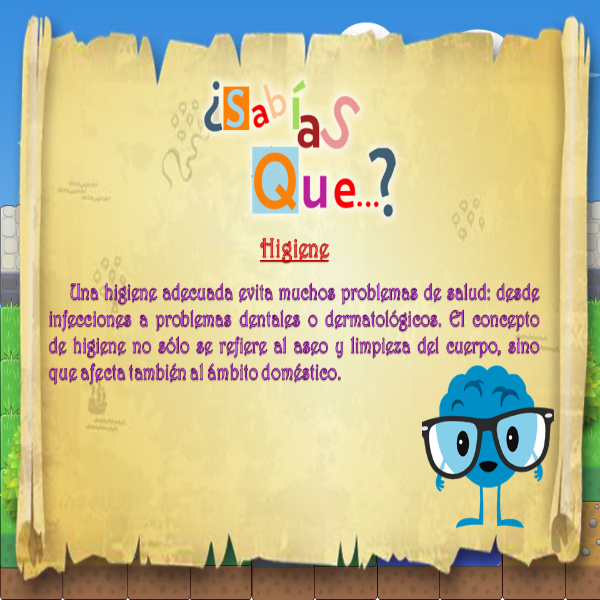 ¿Sabías
Que...?
Higiene
Una higiene adecuada evita muchos problemas de salud: desde
infecciones a problemas dentales o dermatológicos. El concepto
de higiene no sólo se refiere al aseo y limpieza del cuerpo, sino
que afecta también al ámbito doméstico.